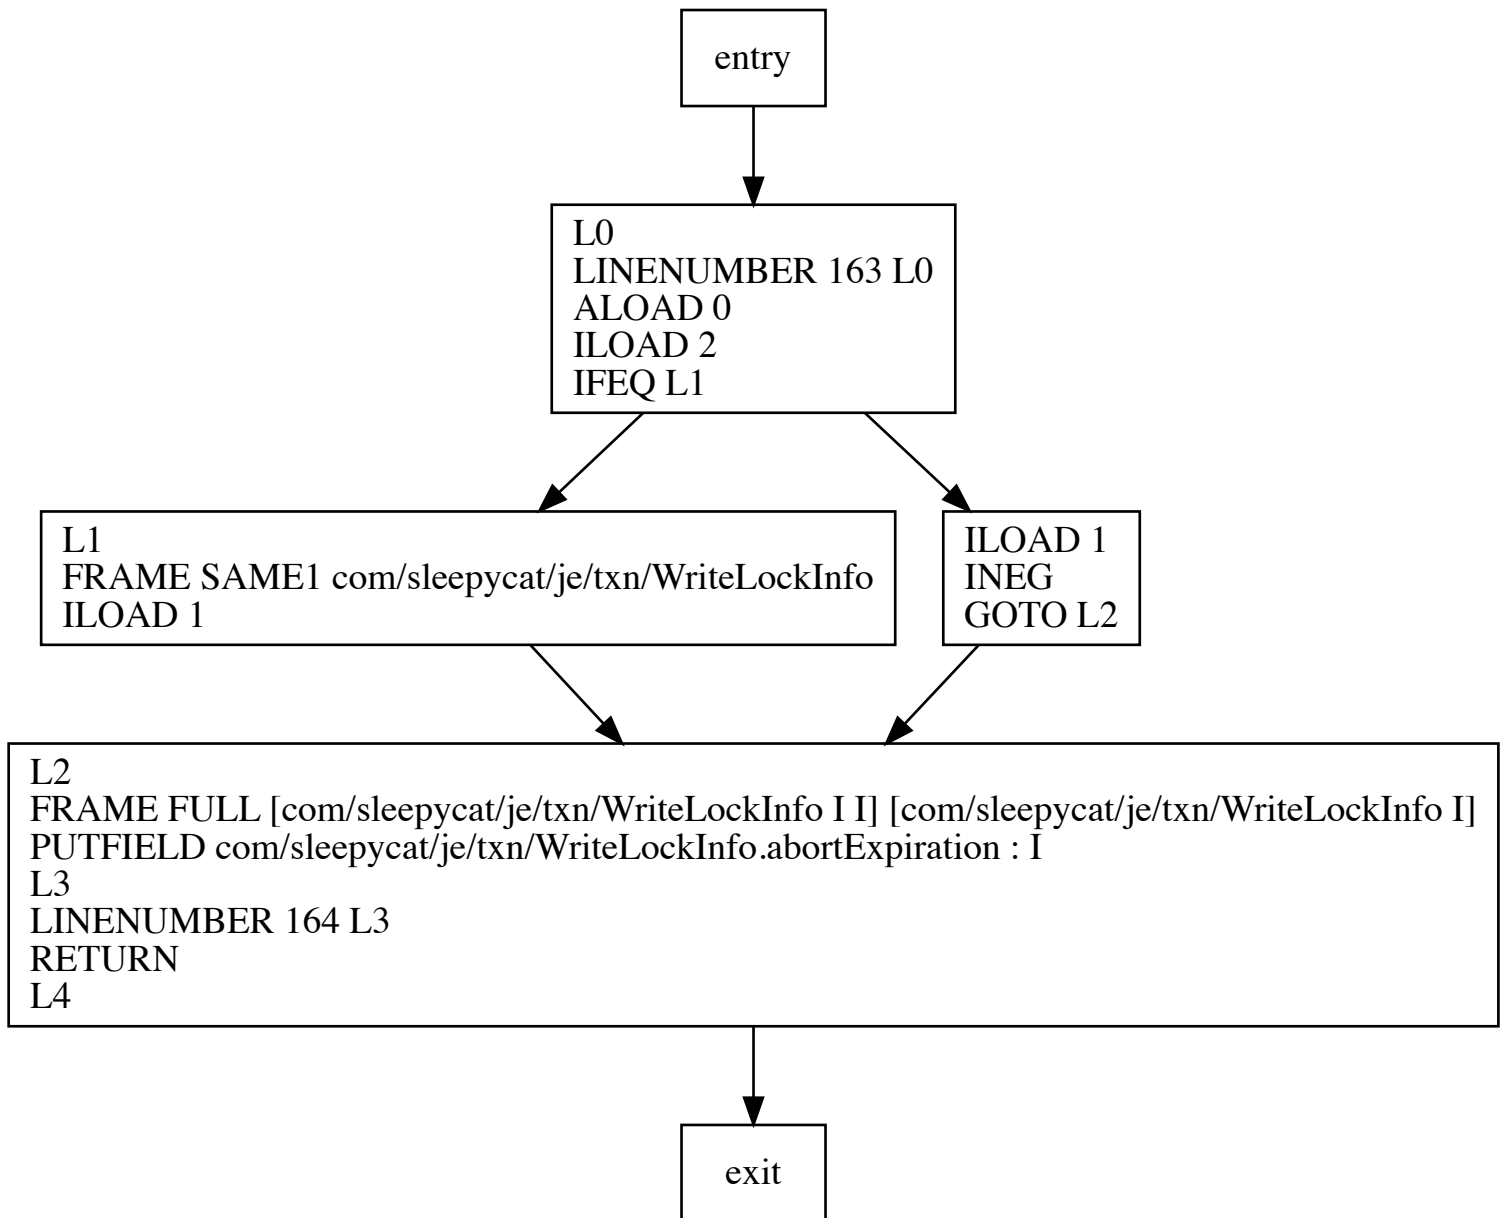 entry
L0
LINENUMBER 163 L0
ALOAD 0
ILOAD 2
IFEQ L1
L1
FRAME SAME1 com/sleepycat/je/txn/WriteLockInfo
ILOAD 1
ILOAD 1
INEG
GOTO L2
L2
FRAME FULL [com/sleepycat/je/txn/WriteLockInfo I I] [com/sleepycat/je/txn/WriteLockInfo I]
PUTFIELD com/sleepycat/je/txn/WriteLockInfo.abortExpiration : I
L3
LINENUMBER 164 L3
RETURN
L4
exit